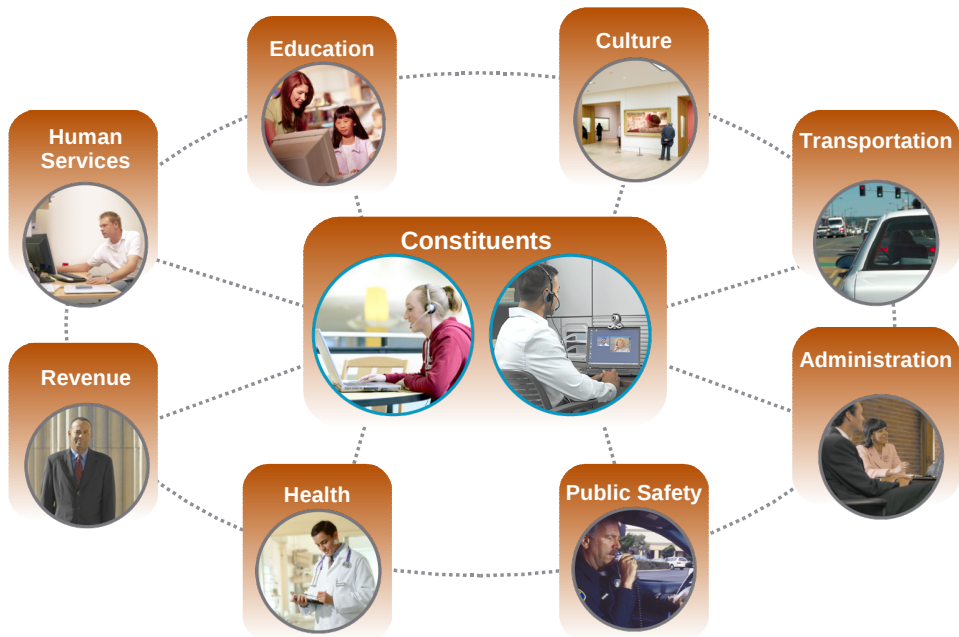 Education
Culture
Human
Services
Transportation
Constituents
Revenue
Administration
Health
Public Safety